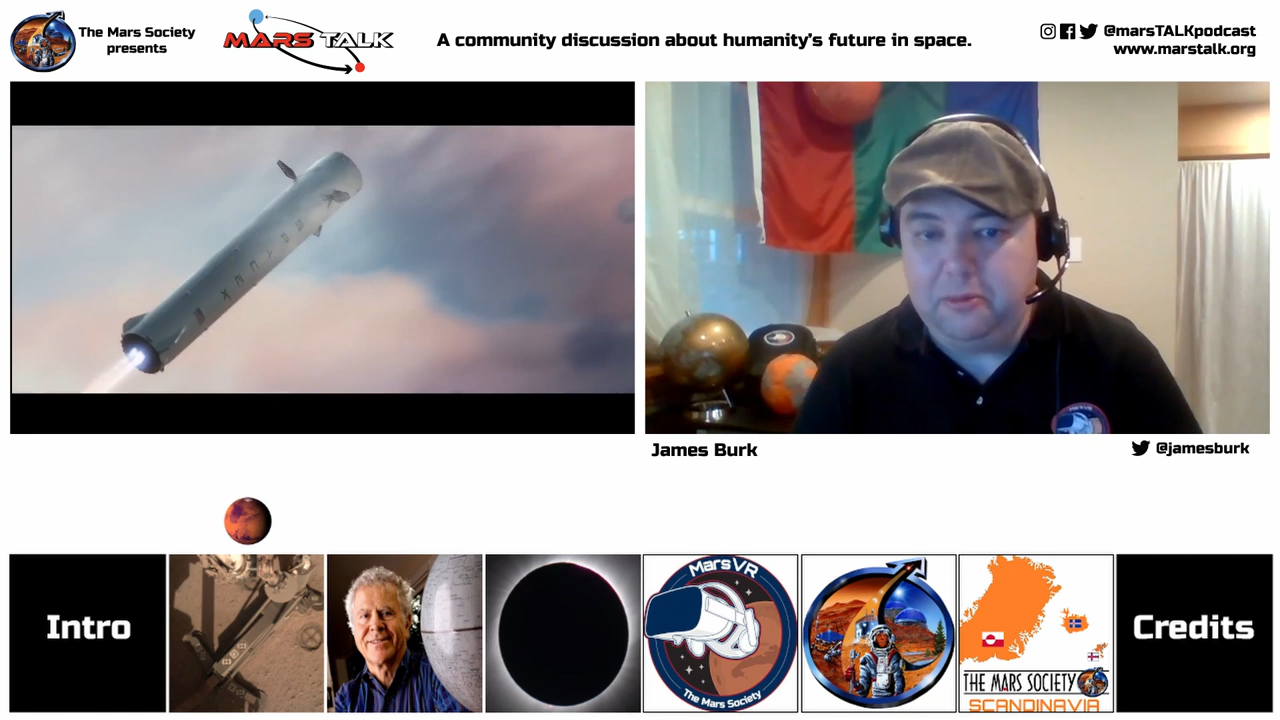 The Mars Society
presents
MARS TALK
A community discussion about humanity's future in space.
@marsTALKpodcast
www.marstalk.org
James Burk
@jamesburk
Intro
MarsVR
The Mars Society
THE MARS SOCIETY
SCANDINAVIA
Credits